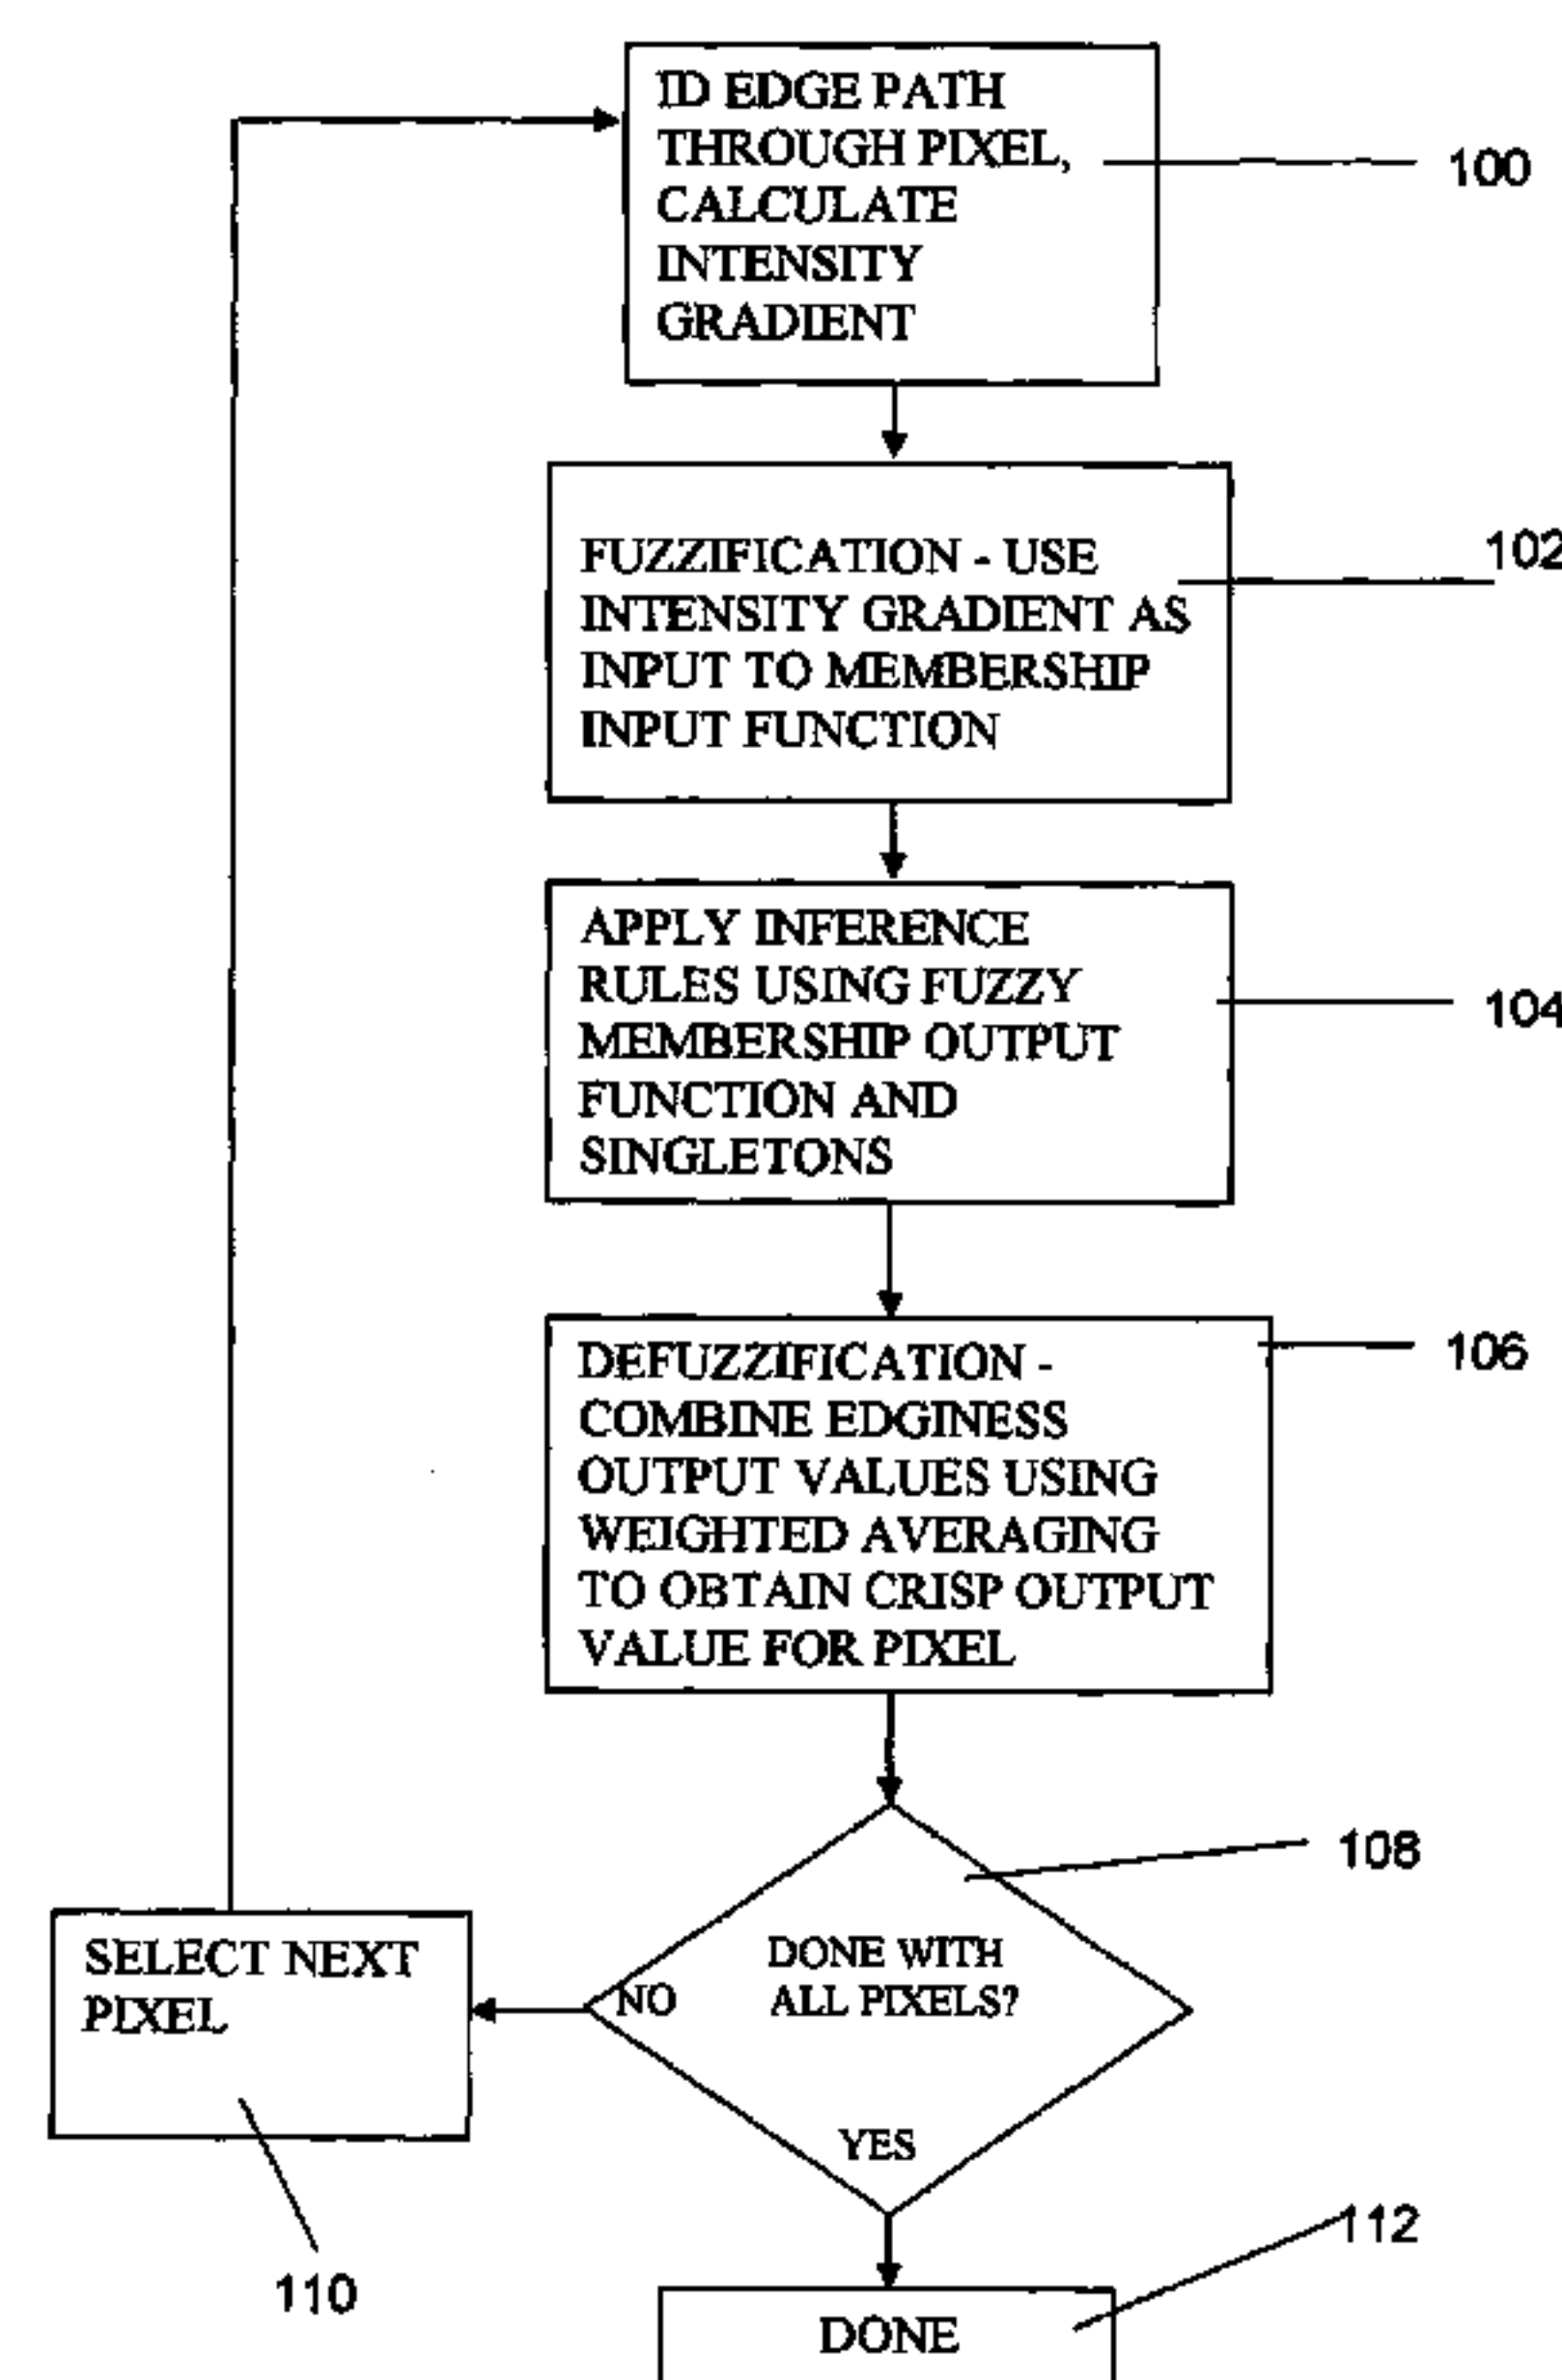 ID EDGE PATH
THROUGH PIXEL,
CALCULATE
INTENSITY
GRADIENT
100
FUZZIFICATION - USE
INTENSITY GRADIENT AS
INPUT TO MEMBERSHIP
INPUT FUNCTION
102
APPLY INFERENCE
RULES USING FUZZY
MEMBERSHIP OUTPUT
FUNCTION AND
SINGLETONS
104
DEFUZZIFICATION -
COMBINE EDGINESS
OUTPUT VALUES USING
WEIGHTED AVERAGING
TO OBTAIN CRISP OUTPUT
VALUE FOR PIXEL
106
108
DONE WITH
ALL PIXELS?
NO
YES
SELECT NEXT
PIXEL
110
112
DONE